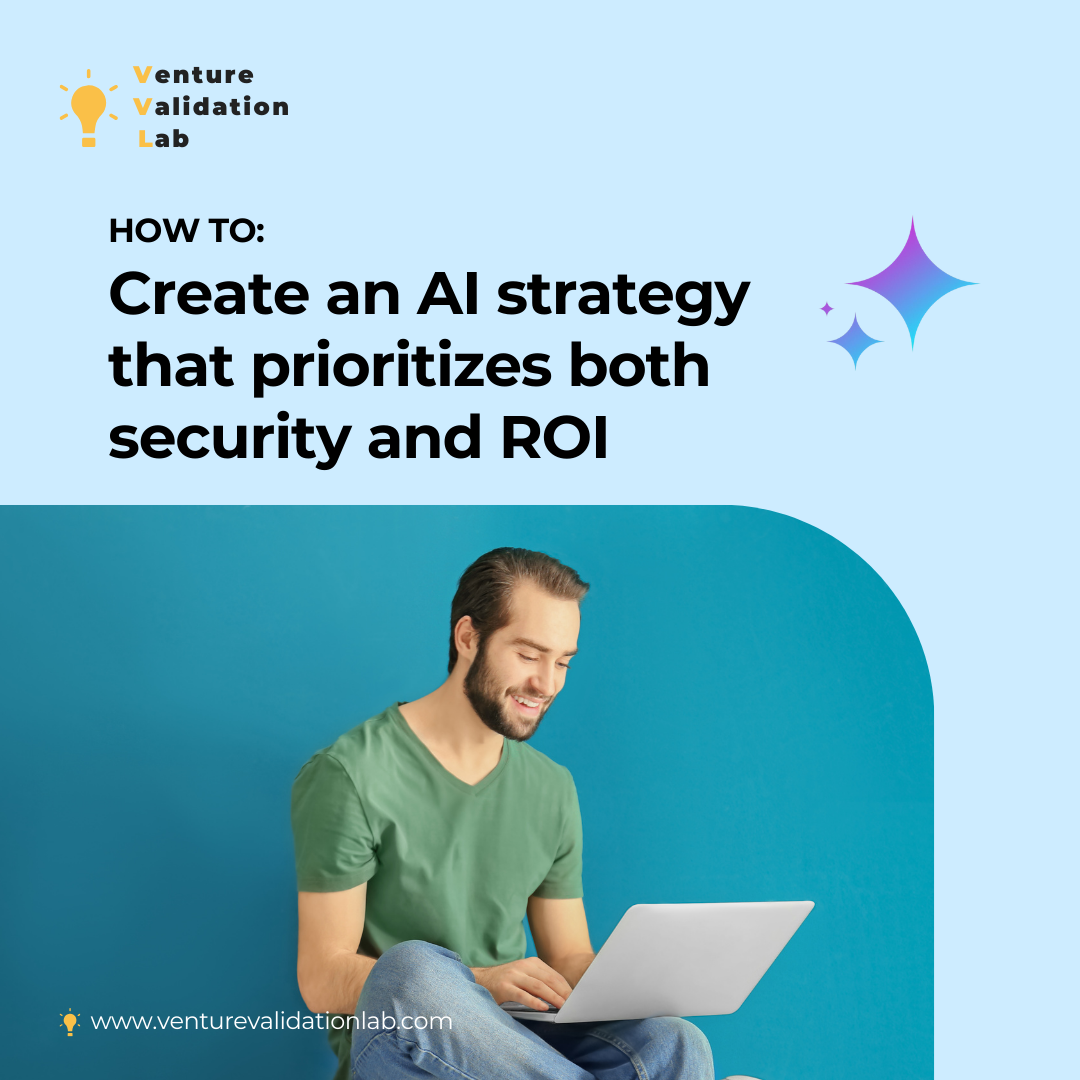 Venture
Validation
Lab
HOW TO:
Create an AI strategy
that prioritizes both
security and ROI
www.venturevalidationlab.com